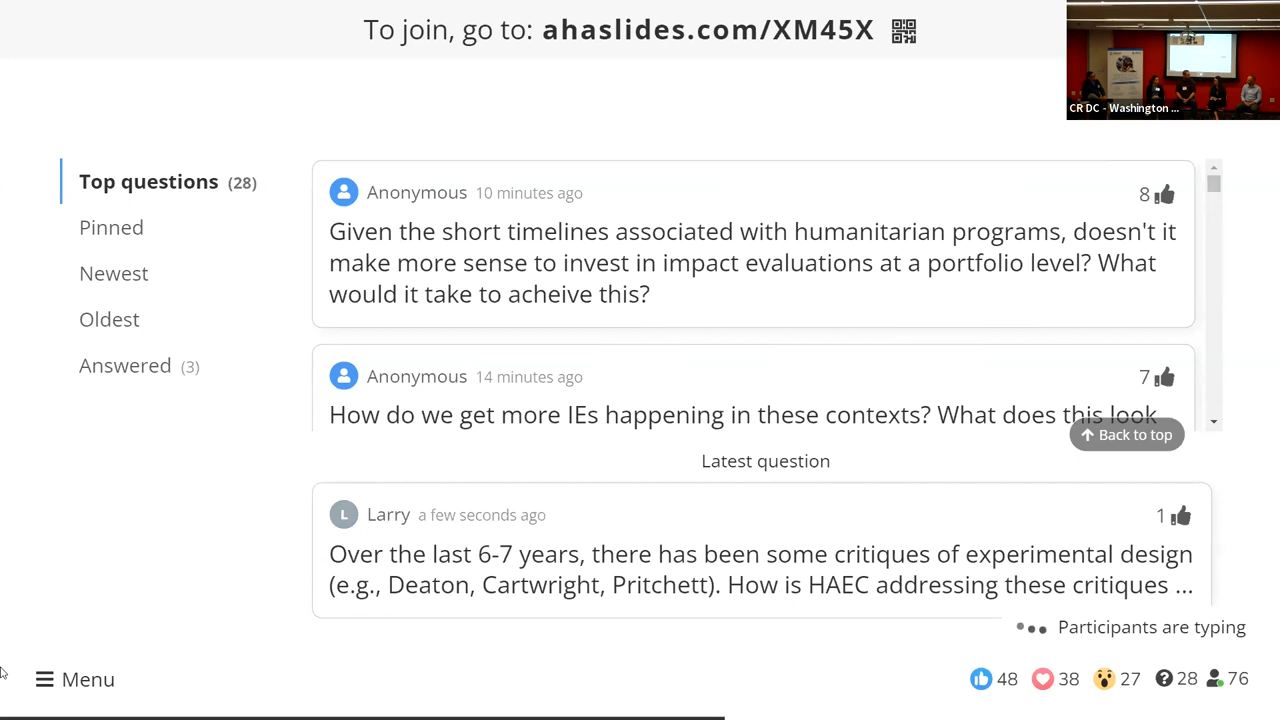 To join, go to: ahaslides.com/XM45X
CR DC - Washington ...
Top questions (28)
Pinned
Newest
Oldest
Answered (3)
Anonymous 10 minutes ago
8
Given the short timelines associated with humanitarian programs, doesn't it
make more sense to invest in impact evaluations at a portfolio level? What
would it take to acheive this?
Anonymous 14 minutes ago
7
How do we get more IEs happening in these contexts? What does this look
Back to top
Latest question
L Larry a few seconds ago
1
Over the last 6-7 years, there has been some critiques of experimental design
(e.g., Deaton, Cartwright, Pritchett). How is HAEC addressing these critiques ...
Participants are typing
Menu
48 38 27 28 76